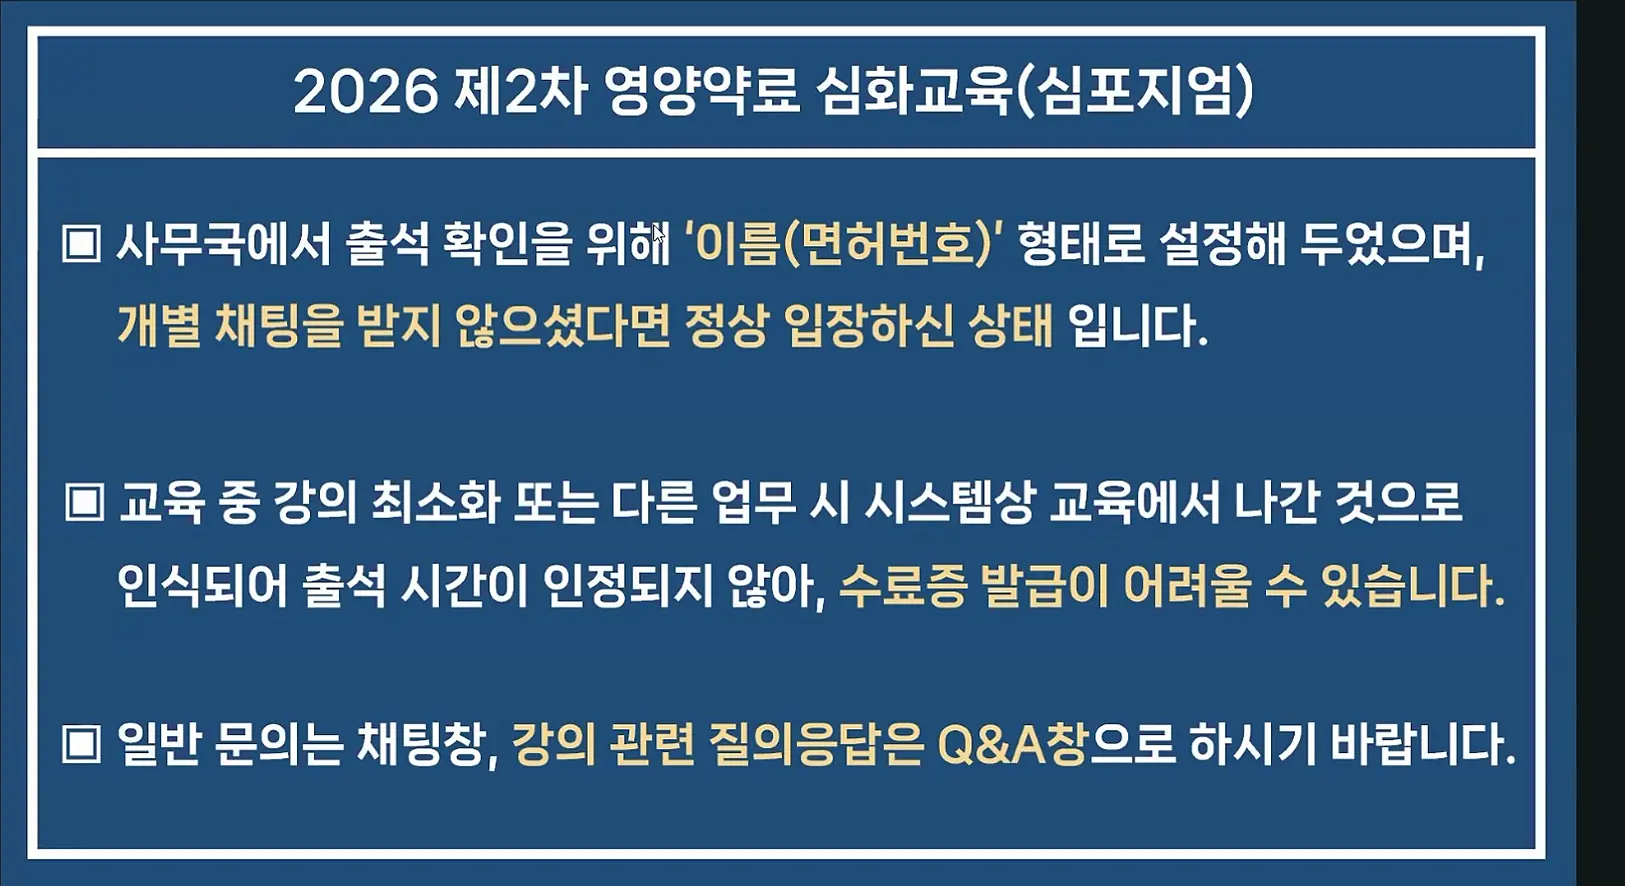 2026 제2차 영양약료 심화교육(심포지엄)
▣ 사무국에서 출석 확인을 위해 '이름(면허번호)' 형태로 설정해 두었으며,
개별 채팅을 받지 않으셨다면 정상 입장하신 상태 입니다.
▣ 교육 중 강의 최소화 또는 다른 업무 시 시스템상 교육에서 나간 것으로
인식되어 출석 시간이 인정되지 않아, 수료증 발급이 어려울 수 있습니다.
▣ 일반 문의는 채팅창, 강의 관련 질의응답은 Q&A창으로 하시기 바랍니다.